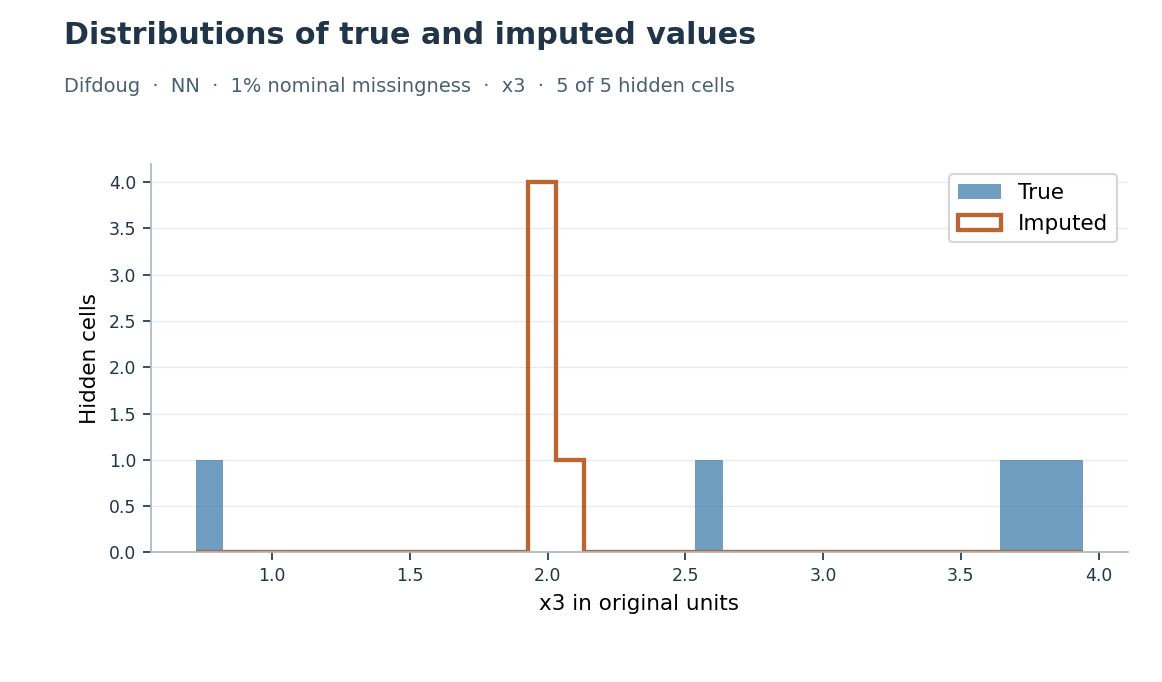 Distributions of true and imputed values
Difdoug · NN · 1% nominal missingness · x3 · 5 of 5 hidden cells
True
Imputed
4.0
3.5
3.0
2.5
2.0
1.5
1.0
0.5
0.0
Hidden cells
1.0 1.5 2.0 2.5 3.0 3.5 4.0
x3 in original units